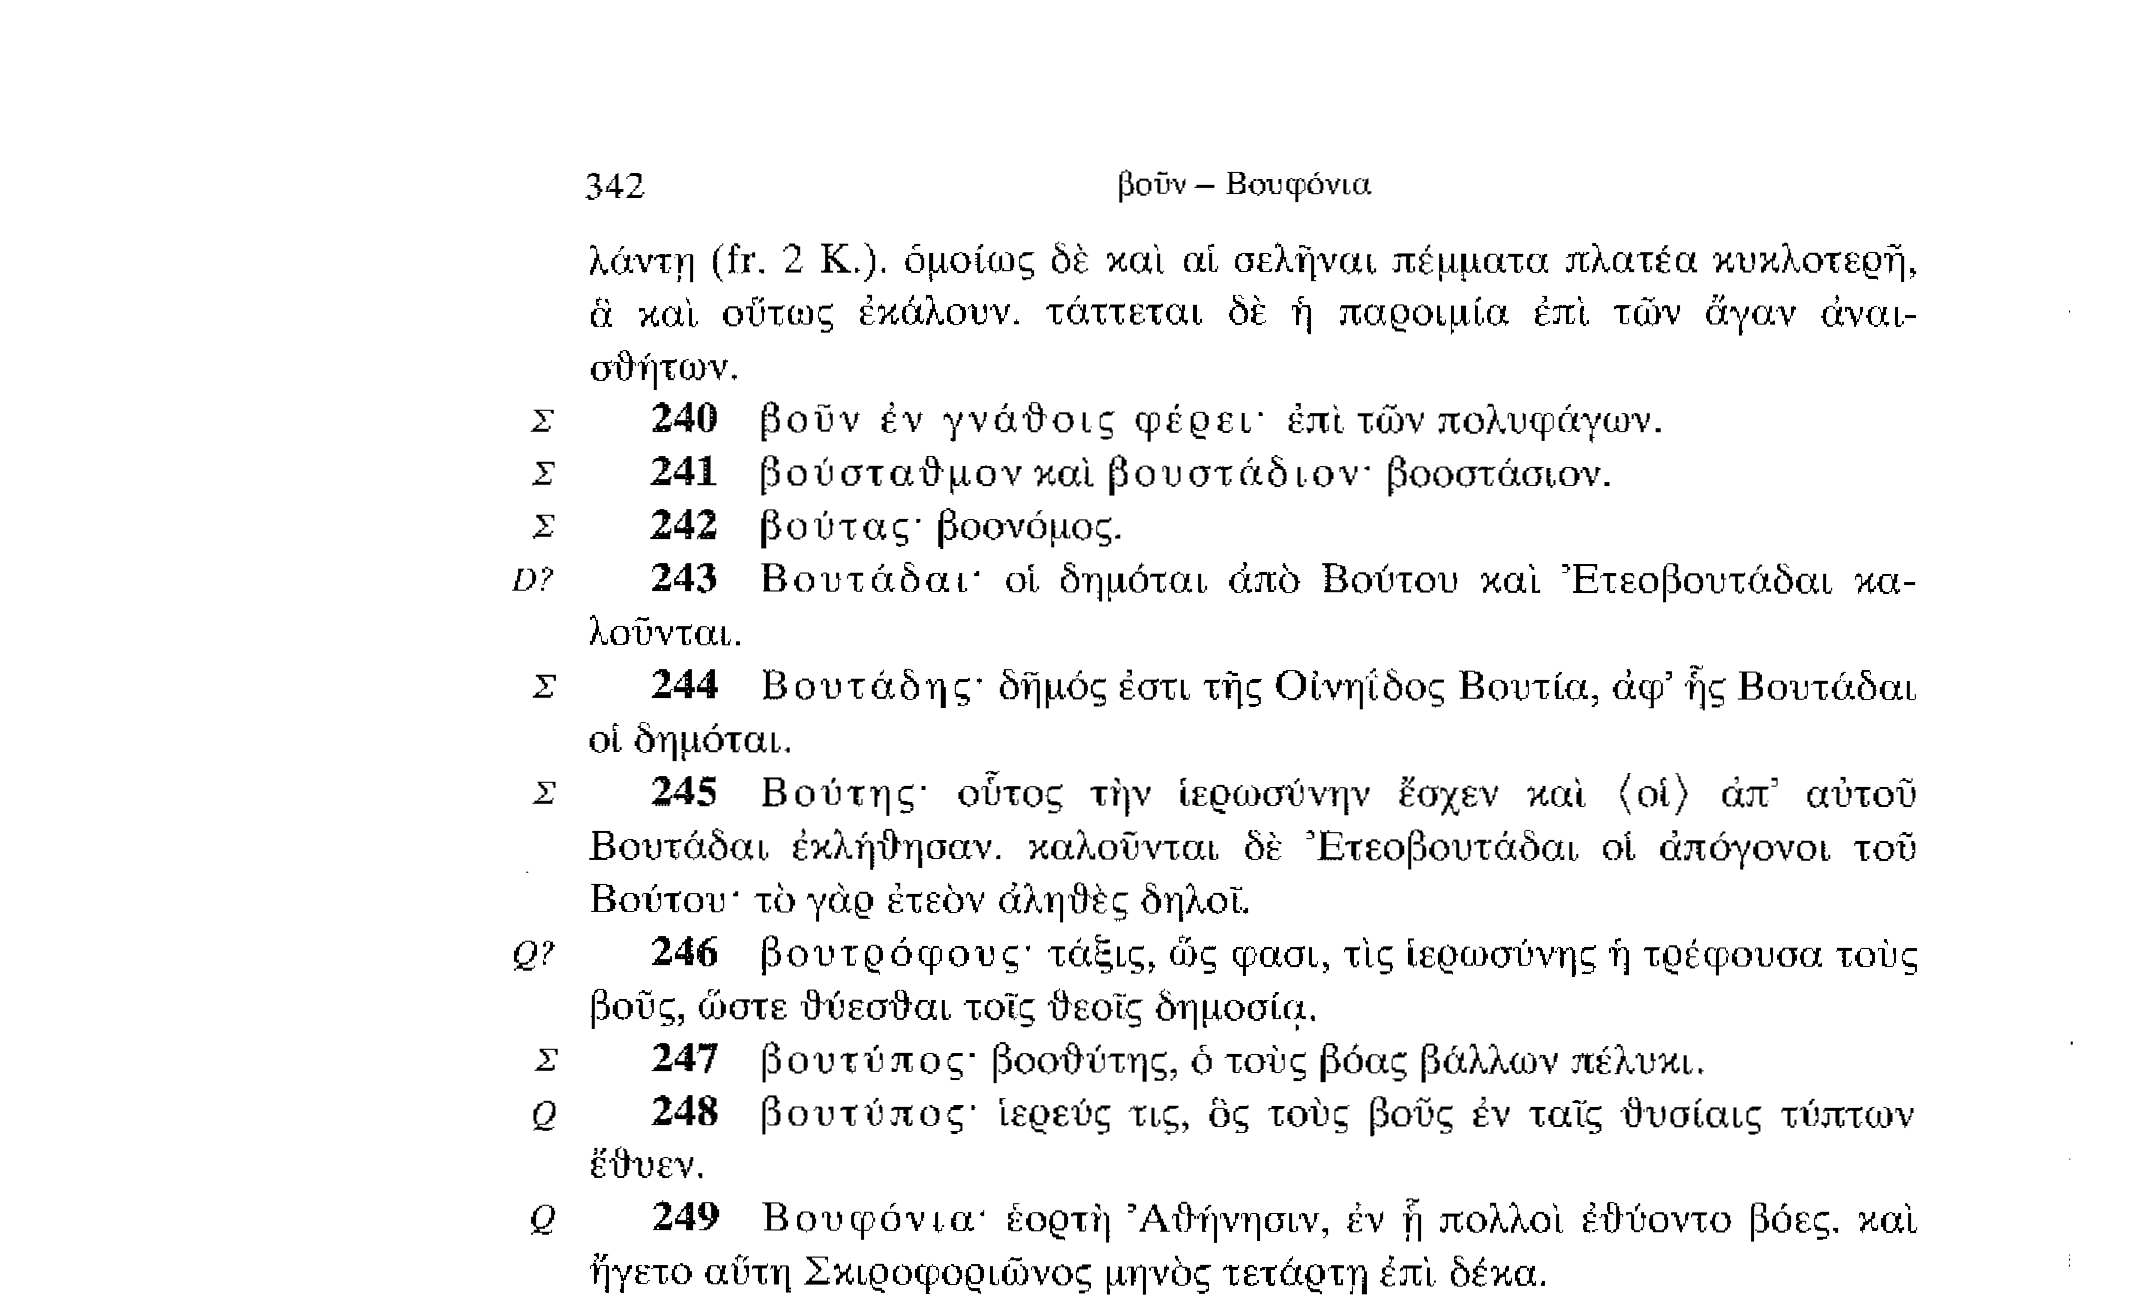 342 βοῦν – Βουφόνια
λάντῃ (fr. 2 K.). ὁμοίως δὲ καὶ αἱ σελῆναι πέμματα πλατέα κυκλοτερῆ,
ἃ καὶ οὕτως ἐκάλουν. τάττεται δὲ ἡ παροιμία ἐπὶ τῶν ἄγαν ἀναι-
σθήτων.
Σ 240 βοῦν ἐν γνάθοις φέρει· ἐπὶ τῶν πολυφάγων.
Σ 241 βούσταθμον καὶ βουστάδιον· βοοστάσιον.
Σ 242 βούτας· βοονόμος.
D? 243 Βουτάδαι· οἱ δημόται ἀπὸ Βούτου καὶ Ἐτεοβουτάδαι κα-
λοῦνται.
Σ 244 Βουτάδης· δῆμός ἐστι τῆς Οἰνηΐδος Βουτία, ἀφ’ ἧς Βουτάδαι
οἱ δημόται.
Σ 245 Βούτης· οὗτος τὴν ἱερωσύνην ἔσχεν καὶ ⟨οἱ⟩ ἀπ’ αὐτοῦ
Βουτάδαι ἐκλήθησαν. καλοῦνται δὲ Ἐτεοβουτάδαι οἱ ἀπόγονοι τοῦ
Βούτου· τὸ γὰρ ἐτεὸν ἀληθὲς δηλοῖ.
Q? 246 βουτρόφους· τάξις, ὥς φασι, τὶς ἱερωσύνης ἡ τρέφουσα τοὺς
βοῦς, ὥστε θύεσθαι τοῖς θεοῖς δημοσίᾳ.
Σ 247 βουτύπος· βοοθύτης, ὁ τοὺς βόας βάλλων πέλυκι.
Q 248 βουτύπος· ἱερεύς τις, ὃς τοὺς βοῦς ἐν ταῖς θυσίαις τύπτων
ἔθυεν.
Q 249 Βουφόνια· ἑορτὴ Ἀθήνησιν, ἐν ᾗ πολλοὶ ἐθύοντο βόες. καὶ
ἤγετο αὕτη Σκιροφοριῶνος μηνὸς τετάρτῃ ἐπὶ δέκα.